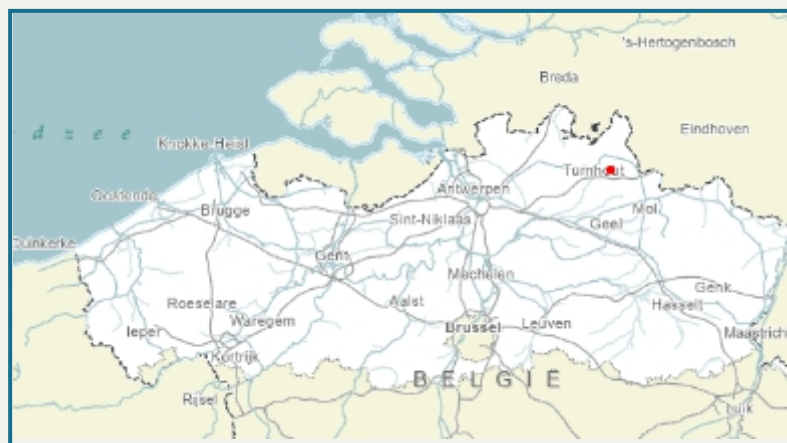 's-Hertogenbosch
Breda
Eindhoven
d z e e
Knokke-Heist
Turnhout
Oostende
Antwerpen
Brugge
Sint-Niklaas
Mol
Geel
Duinkerke
Gent
Mechelen
Genk
Roeselare
Aalst
Hasselt
Waregem
Ieper
Brussel
Leuven
Maastrich
Kortrijk
BELGIË
Rijsel
Luik